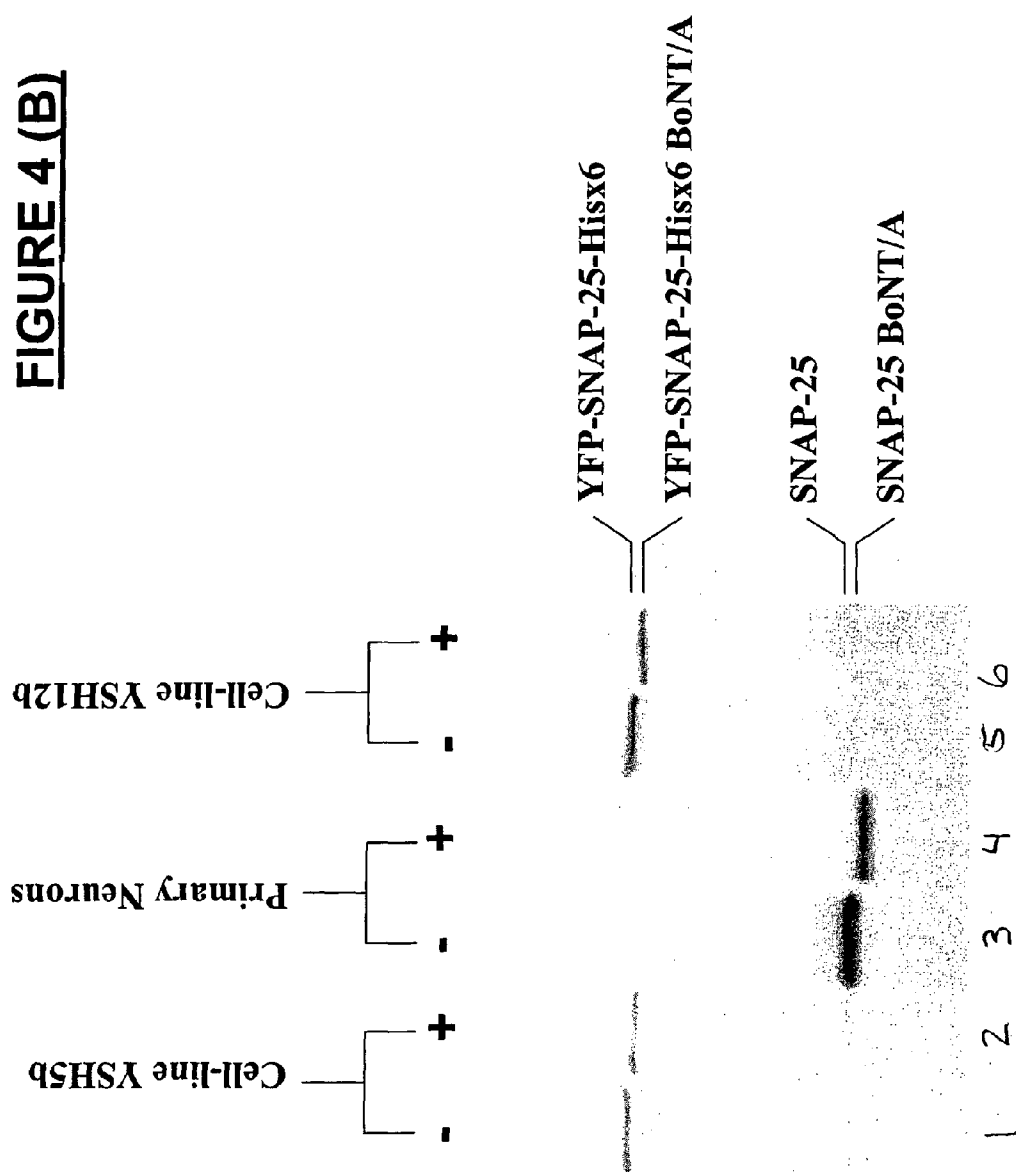 FIGURE 4 (B)
Cell-line YSH5b
Primary Neurons
Cell-line YSH12b
- + - + - +
YFP-SNAP-25-Hisx6
YFP-SNAP-25-Hisx6 BoNT/A
SNAP-25
SNAP-25 BoNT/A
1 2 3 4 5 6